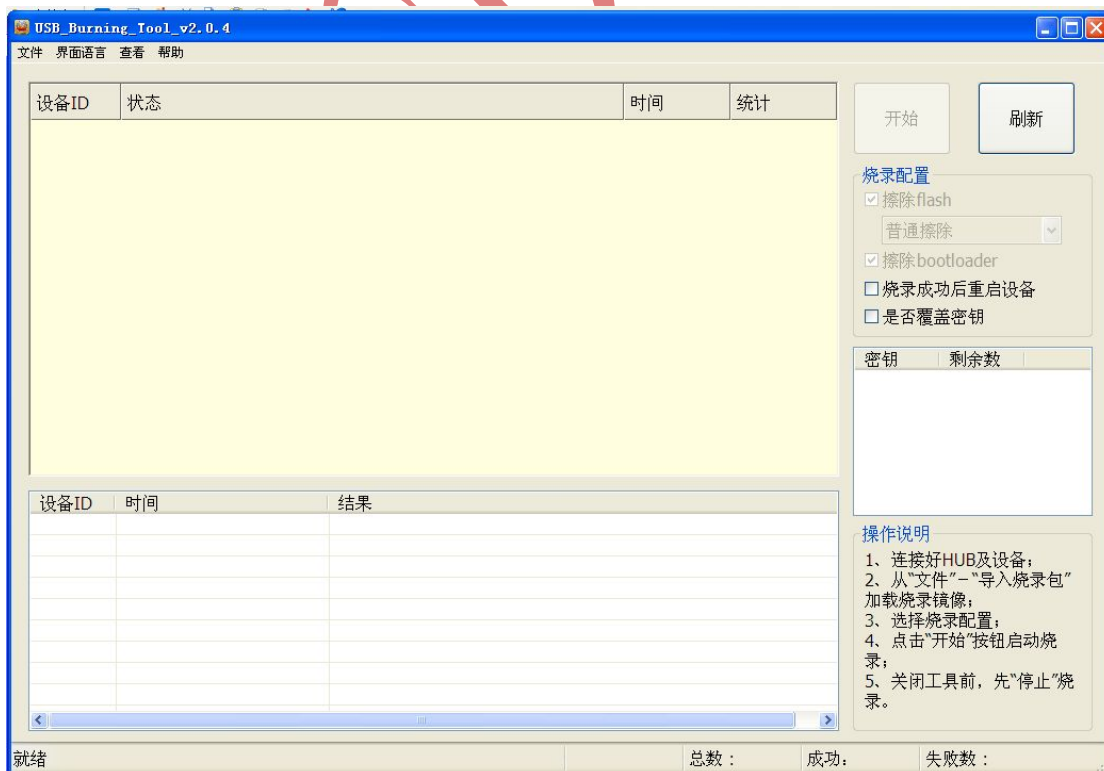 USB_Burning_Tool_v2.0.4
文件 界面语言 查看 帮助
设备ID 状态 时间 统计
开始 刷新
烧录配置
擦除flash
普通擦除
擦除bootloader
烧录成功后重启设备
是否覆盖密钥
密钥 剩余数
设备ID 时间 结果
操作说明
1、连接好HUB及设备;
2、从“文件”—“导入烧录包”
加载烧录镜像;
3、选择烧录配置;
4、点击“开始”按钮启动烧
录;
5、关闭工具前,先“停止”烧
录。
就绪 总数: 成功: 失败数: